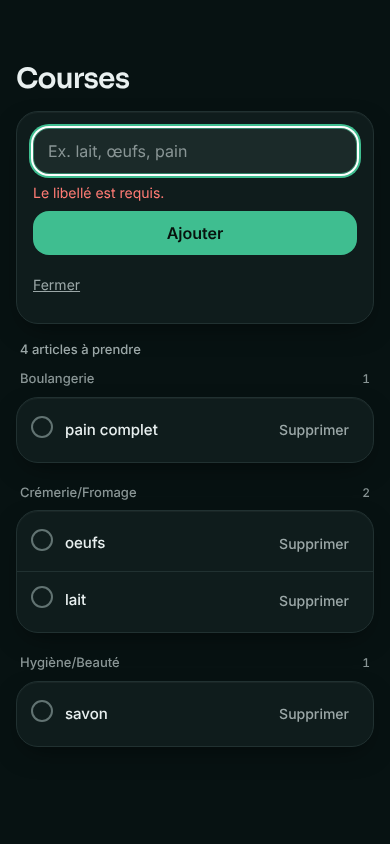 Courses
Ex. lait, œufs, pain
Le libellé est requis.
Ajouter
Fermer
4 articles à prendre
Boulangerie 1
pain complet Supprimer
Crémerie/Fromage 2
oeufs Supprimer
lait Supprimer
Hygiène/Beauté 1
savon Supprimer